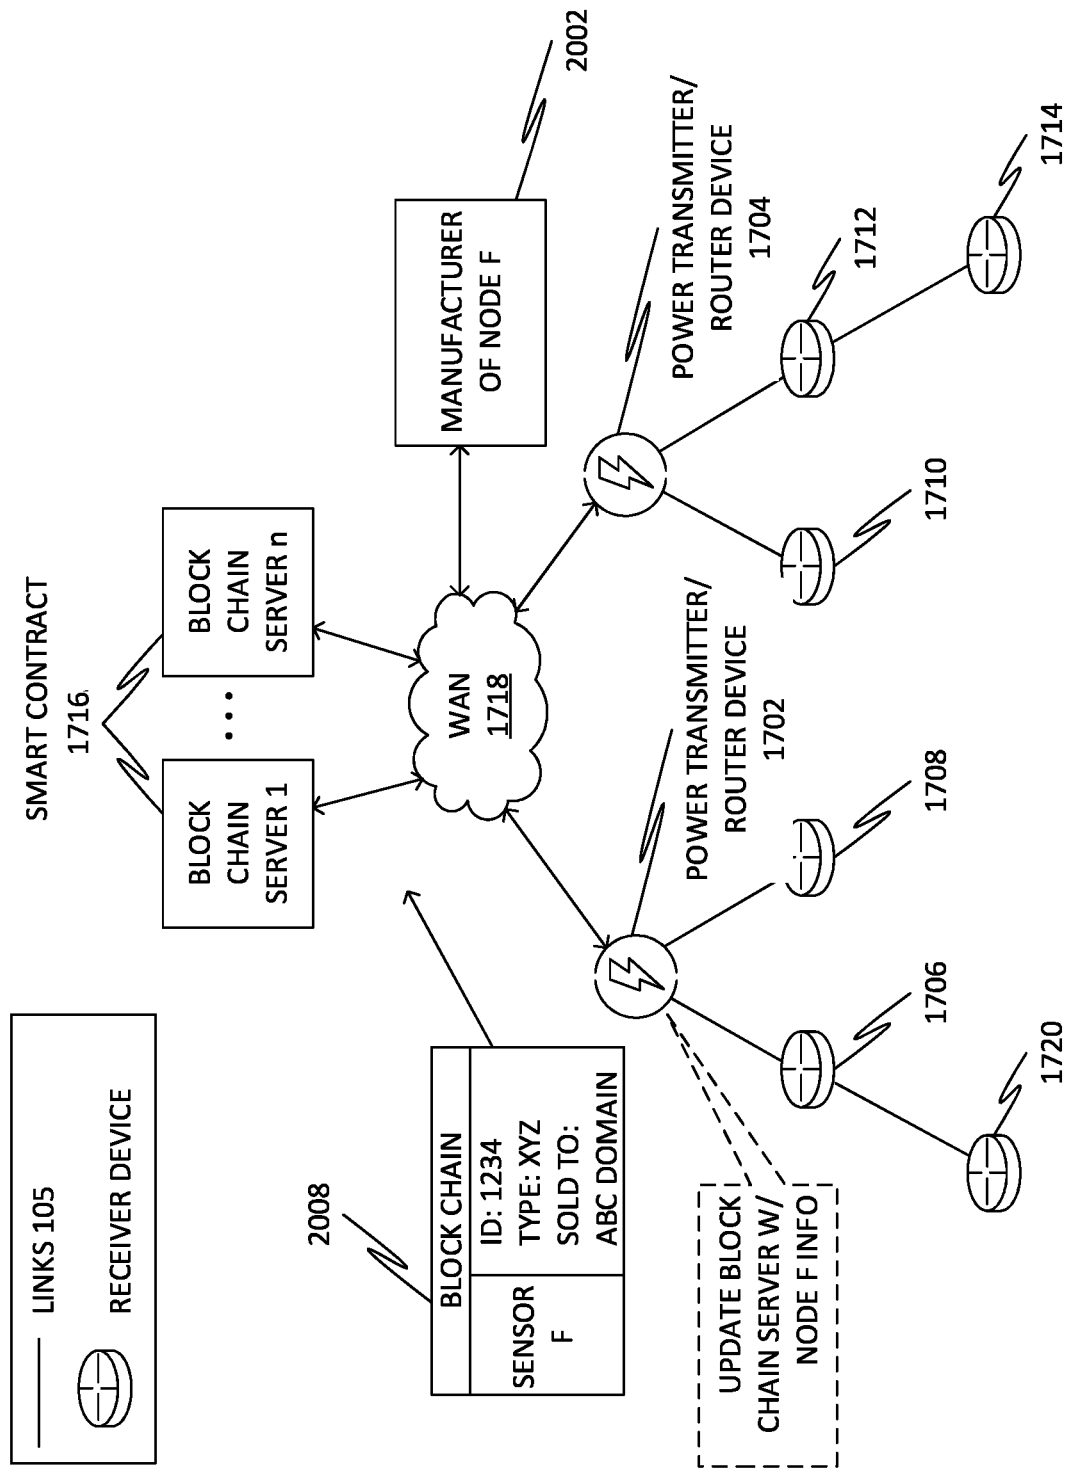 LINKS 105
RECEIVER DEVICE
SMART CONTRACT
1716
BLOCK
CHAIN
SERVER 1
...
BLOCK
CHAIN
SERVER n
2008
BLOCK CHAIN
SENSOR
F
ID: 1234
TYPE: XYZ
SOLD TO:
ABC DOMAIN
WAN
1718
MANUFACTURER
OF NODE F
2002
UPDATE BLOCK
CHAIN SERVER W/
NODE F INFO
POWER TRANSMITTER/
ROUTER DEVICE
1702
POWER TRANSMITTER/
ROUTER DEVICE
1704
1706
1708
1710
1712
1720
1714